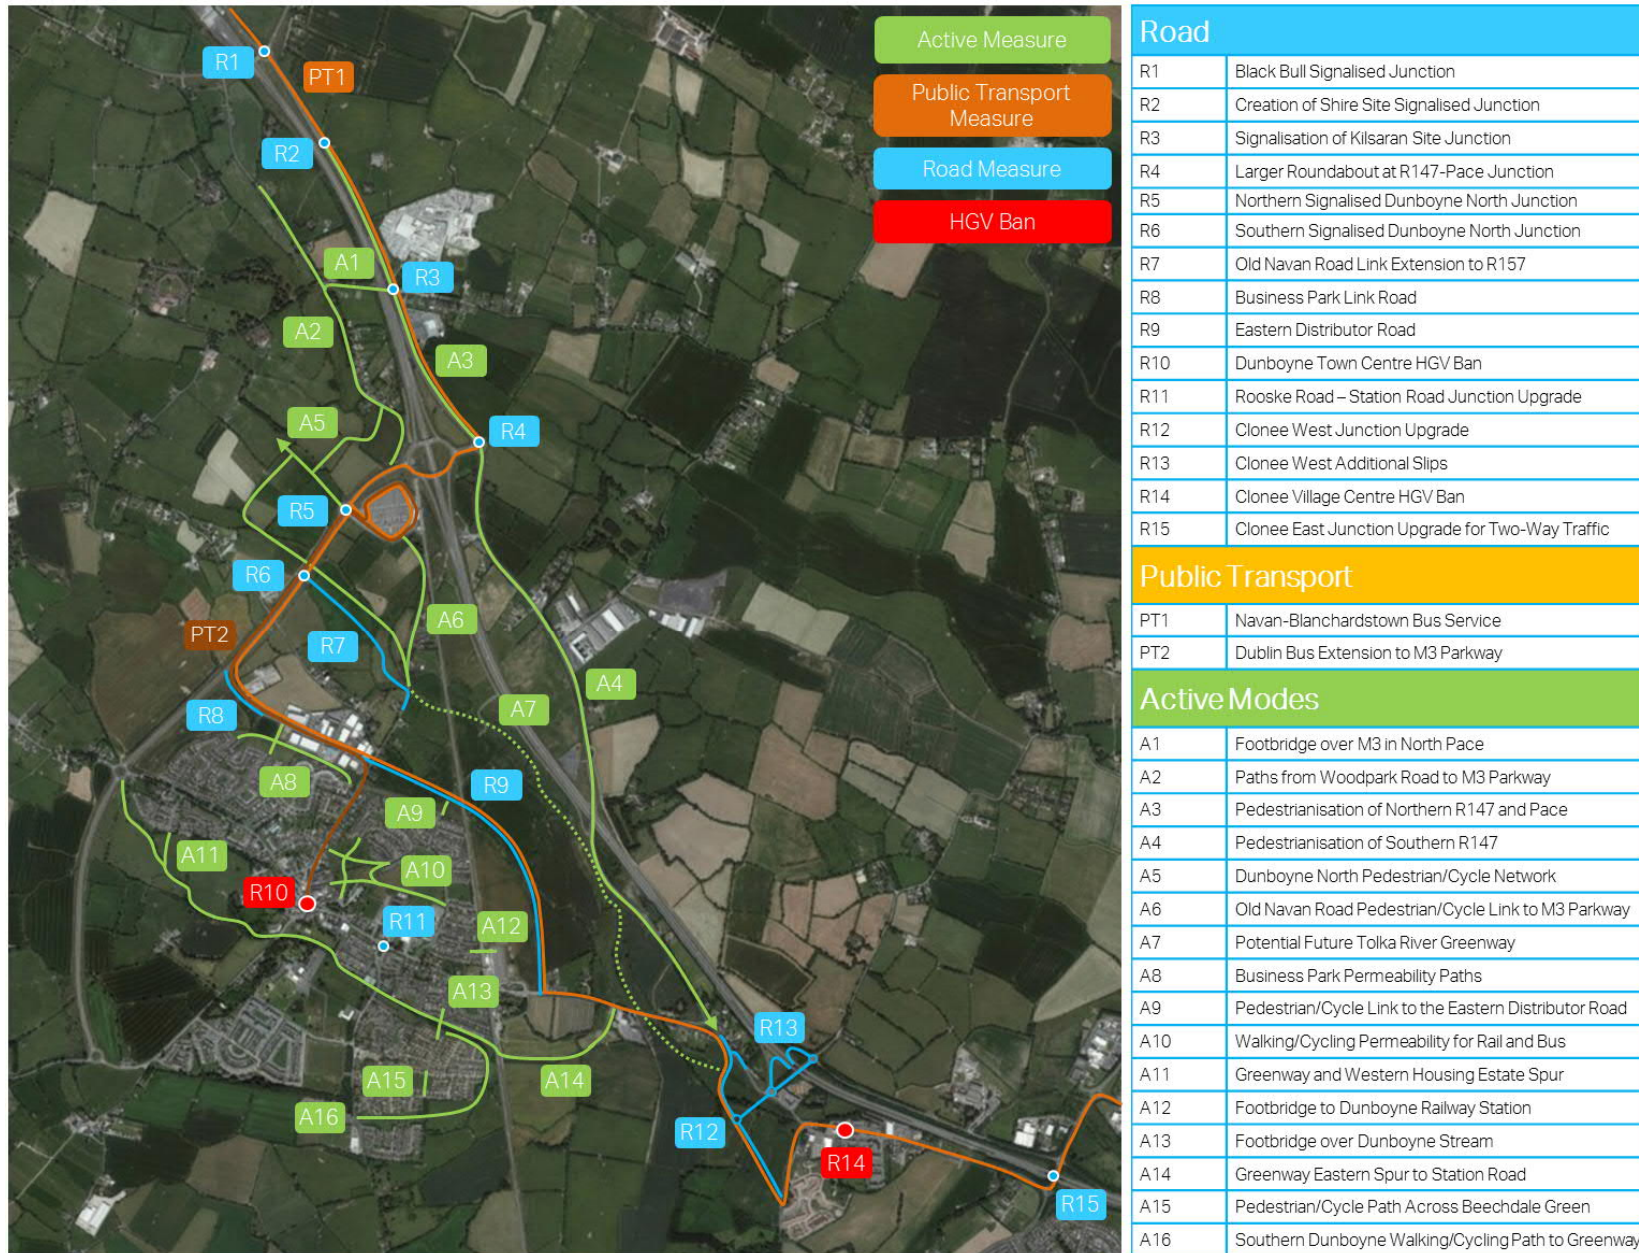 R1
PT1
R2
A1
R3
A2
A3
A5
R4
R5
R6
A6
PT2
R7
A4
A7
R8
A8
R9
A9
A11
A10
R10
R11
A12
A13
R13
A15
A14
A16
R12
R14
R15
Active Measure
Public Transport
Measure
Road Measure
HGV Ban
Road
R1 Black Bull Signalised Junction
R2 Creation of Shire Site Signalised Junction
R3 Signalisation of Kilsaran Site Junction
R4 Larger Roundabout at R147-Pace Junction
R5 Northern Signalised Dunboyne North Junction
R6 Southern Signalised Dunboyne North Junction
R7 Old Navan Road Link Extension to R157
R8 Business Park Link Road
R9 Eastern Distributor Road
R10 Dunboyne Town Centre HGV Ban
R11 Rooske Road – Station Road Junction Upgrade
R12 Clonee West Junction Upgrade
R13 Clonee West Additional Slips
R14 Clonee Village Centre HGV Ban
R15 Clonee East Junction Upgrade for Two-Way Traffic
Public Transport
PT1 Navan-Blanchardstown Bus Service
PT2 Dublin Bus Extension to M3 Parkway
Active Modes
A1 Footbridge over M3 in North Pace
A2 Paths from Woodpark Road to M3 Parkway
A3 Pedestrianisation of Northern R147 and Pace
A4 Pedestrianisation of Southern R147
A5 Dunboyne North Pedestrian/Cycle Network
A6 Old Navan Road Pedestrian/Cycle Link to M3 Parkway
A7 Potential Future Tolka River Greenway
A8 Business Park Permeability Paths
A9 Pedestrian/Cycle Link to the Eastern Distributor Road
A10 Walking/Cycling Permeability for Rail and Bus
A11 Greenway and Western Housing Estate Spur
A12 Footbridge to Dunboyne Railway Station
A13 Footbridge over Dunboyne Stream
A14 Greenway Eastern Spur to Station Road
A15 Pedestrian/Cycle Path Across Beechdale Green
A16 Southern Dunboyne Walking/Cycling Path to Greenway